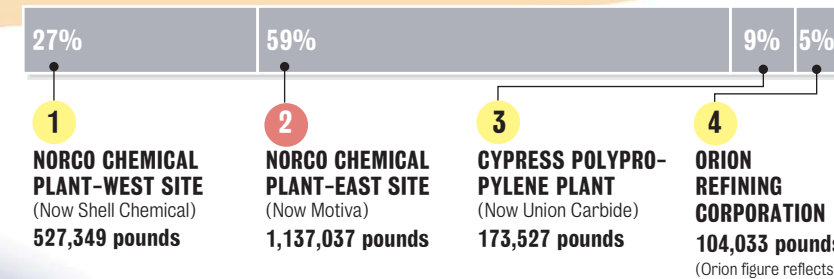 27%
59%
9%
5%
1
NORCO CHEMICAL
PLANT–WEST SITE
(Now Shell Chemical)
527,349 pounds
2
NORCO CHEMICAL
PLANT–EAST SITE
(Now Motiva)
1,137,037 pounds
3
CYPRESS POLYPRO–
PYLENE PLANT
(Now Union Carbide)
173,527 pounds
4
ORION
REFINING
CORPORATION
104,033 pounds
(Orion figure reflects